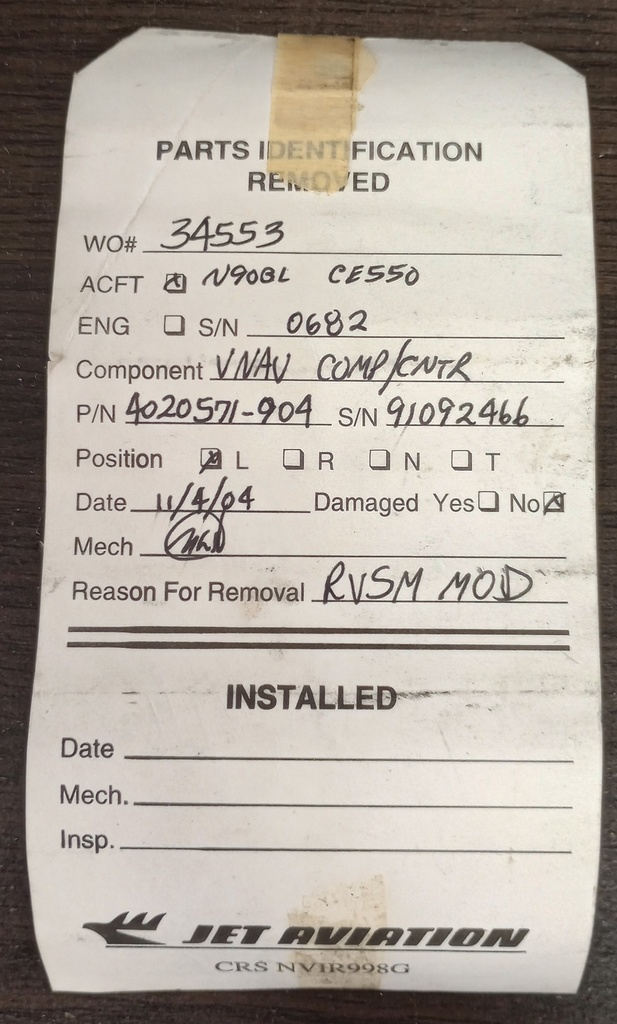 PARTS IDENTIFICATION
REMOVED
WO# 34553
ACFT ☒ N90BL CE550
ENG ☐ S/N 0682
Component VNAV COMP/CNTR
P/N 4020571-904 S/N 91092466
Position ☒ L ☐ R ☐ N ☐ T
Date 11/4/04 Damaged Yes ☐ No ☒
Mech
Reason For Removal RVSM MOD
INSTALLED
Date
Mech.
Insp.
JET AVIATION
CRS NVIR998G